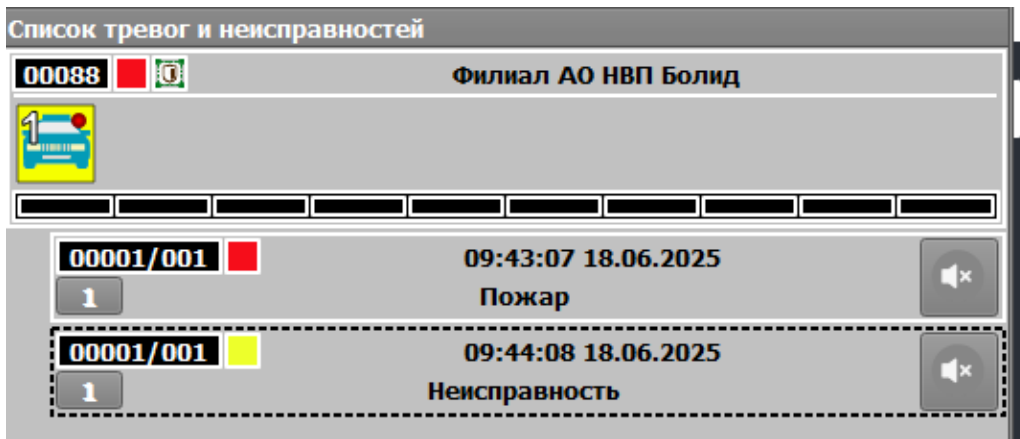 Список тревог и неисправностей
00088 Филиал АО НВП Болид
1
00001/001 09:43:07 18.06.2025
1 Пожар
00001/001 09:44:08 18.06.2025
1 Неисправность